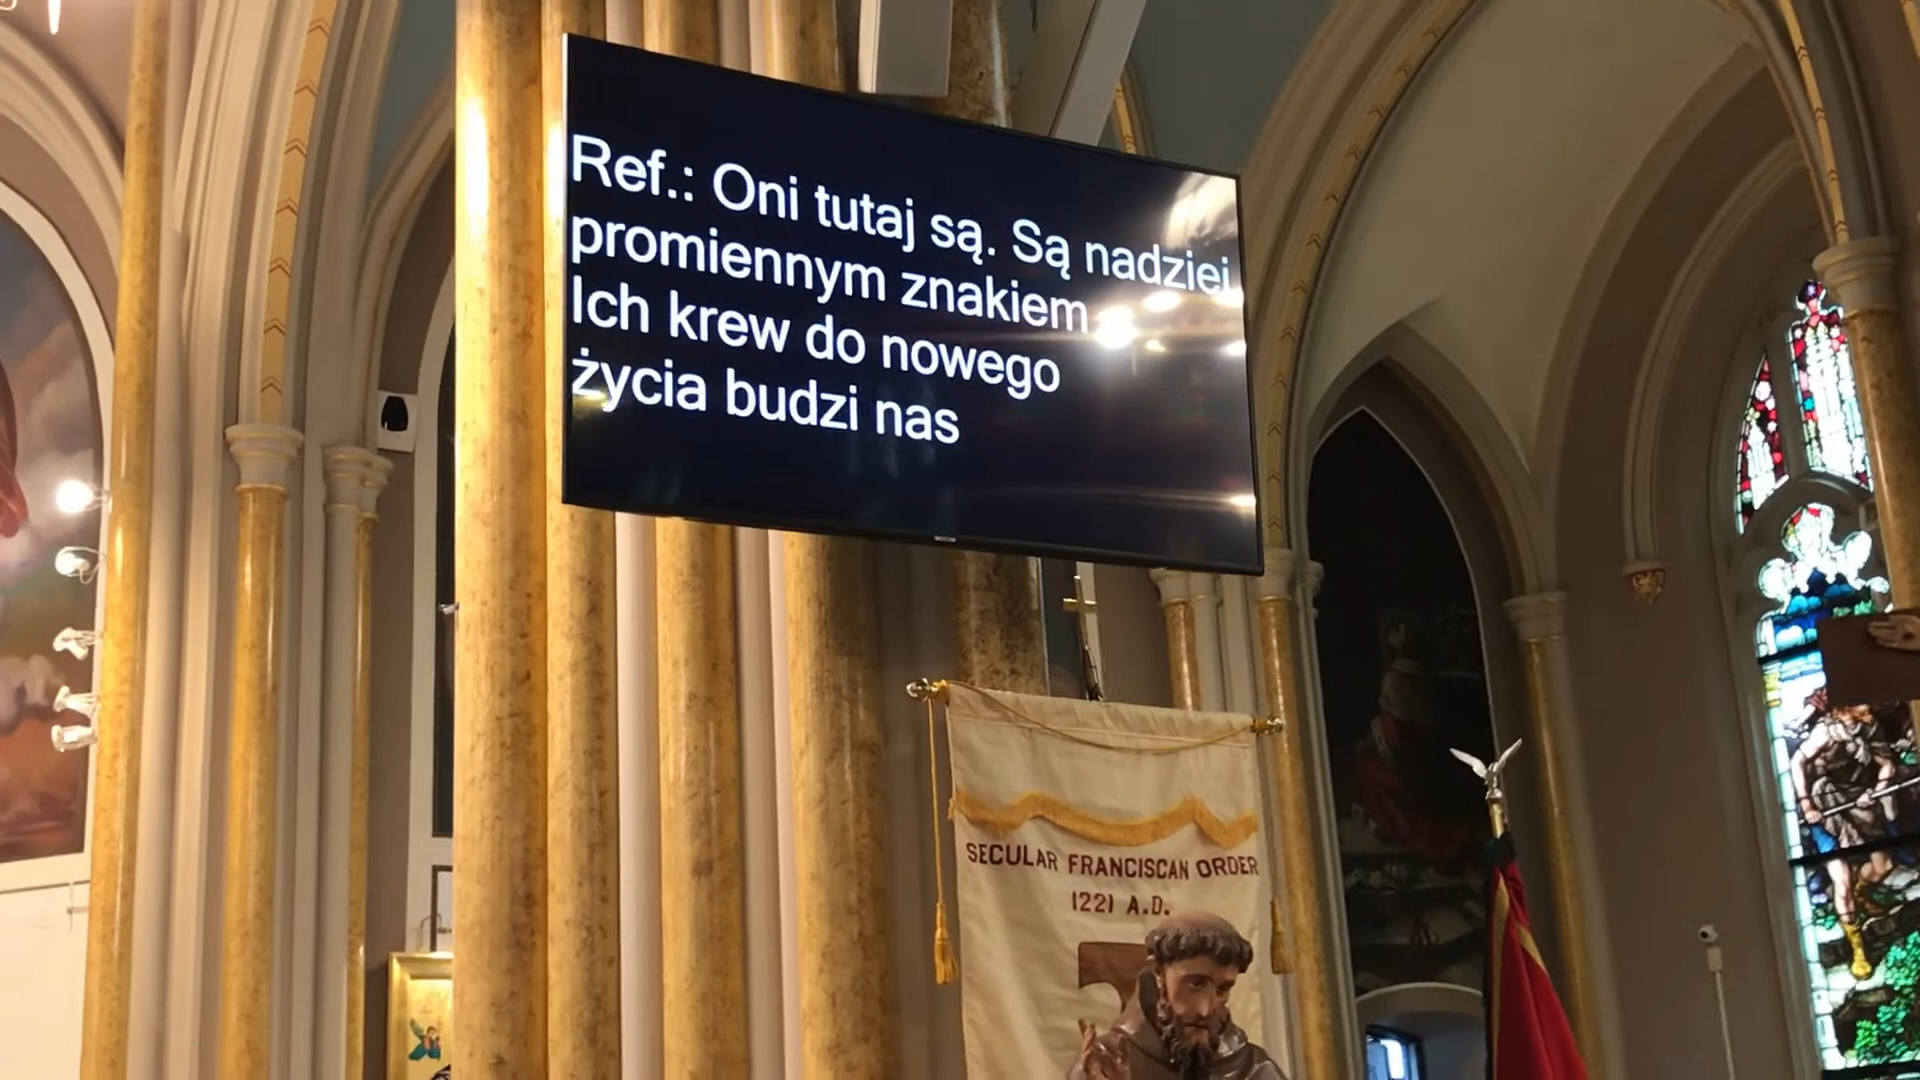 Ref.: Oni tutaj są. Są nadziei
promiennym znakiem
Ich krew do nowego
życia budzi nas
SECULAR FRANCISCAN ORDER
1221 A.D.